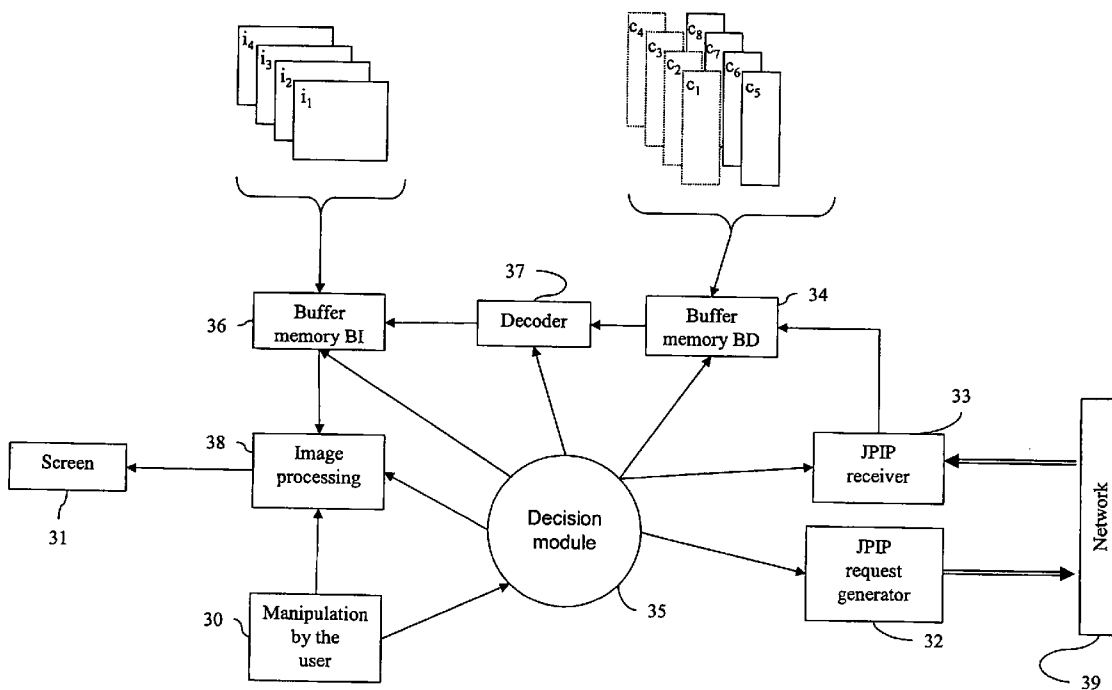 i4
i3
i2
i1
c4
c3
c2
c1
c8
c7
c6
c5
37
34
36
Buffer
memory BI
Decoder
Buffer
memory BD
33
38
Screen
31
Image
processing
JPIP
receiver
Decision
module
Network
JPIP
request
generator
30
Manipulation
by the
user
35
32
39